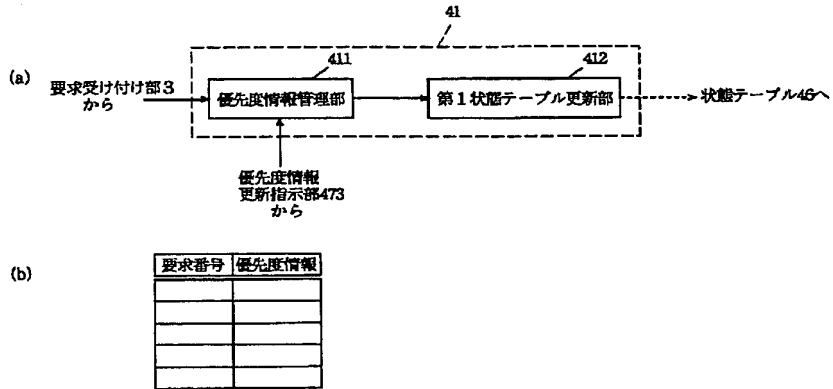 41
(a)
要求受け付け部3
から
411
優先度情報管理部
412
第1状態テーブル更新部
状態テーブル46へ
優先度情報
更新指示部473
から
(b)
要求番号 優先度情報